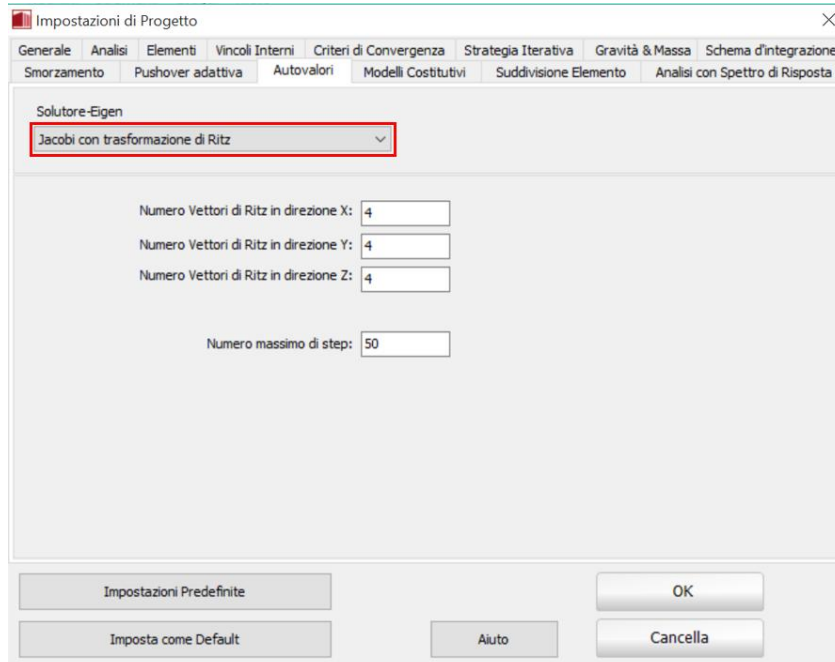 Impostazioni di Progetto
Generale Analisi Elementi Vincoli Interni Criteri di Convergenza Strategia Iterativa Gravità & Massa Schema d'integrazione
Smorzamento Pushover adattiva Autovalori Modelli Costitutivi Suddivisione Elemento Analisi con Spettro di Risposta
Solutore-Eigen
Jacobi con trasformazione di Ritz
Numero Vettori di Ritz in direzione X: 4
Numero Vettori di Ritz in direzione Y: 4
Numero Vettori di Ritz in direzione Z: 4
Numero massimo di step: 50
Impostazioni Predefinite OK
Imposta come Default Aiuto Cancella